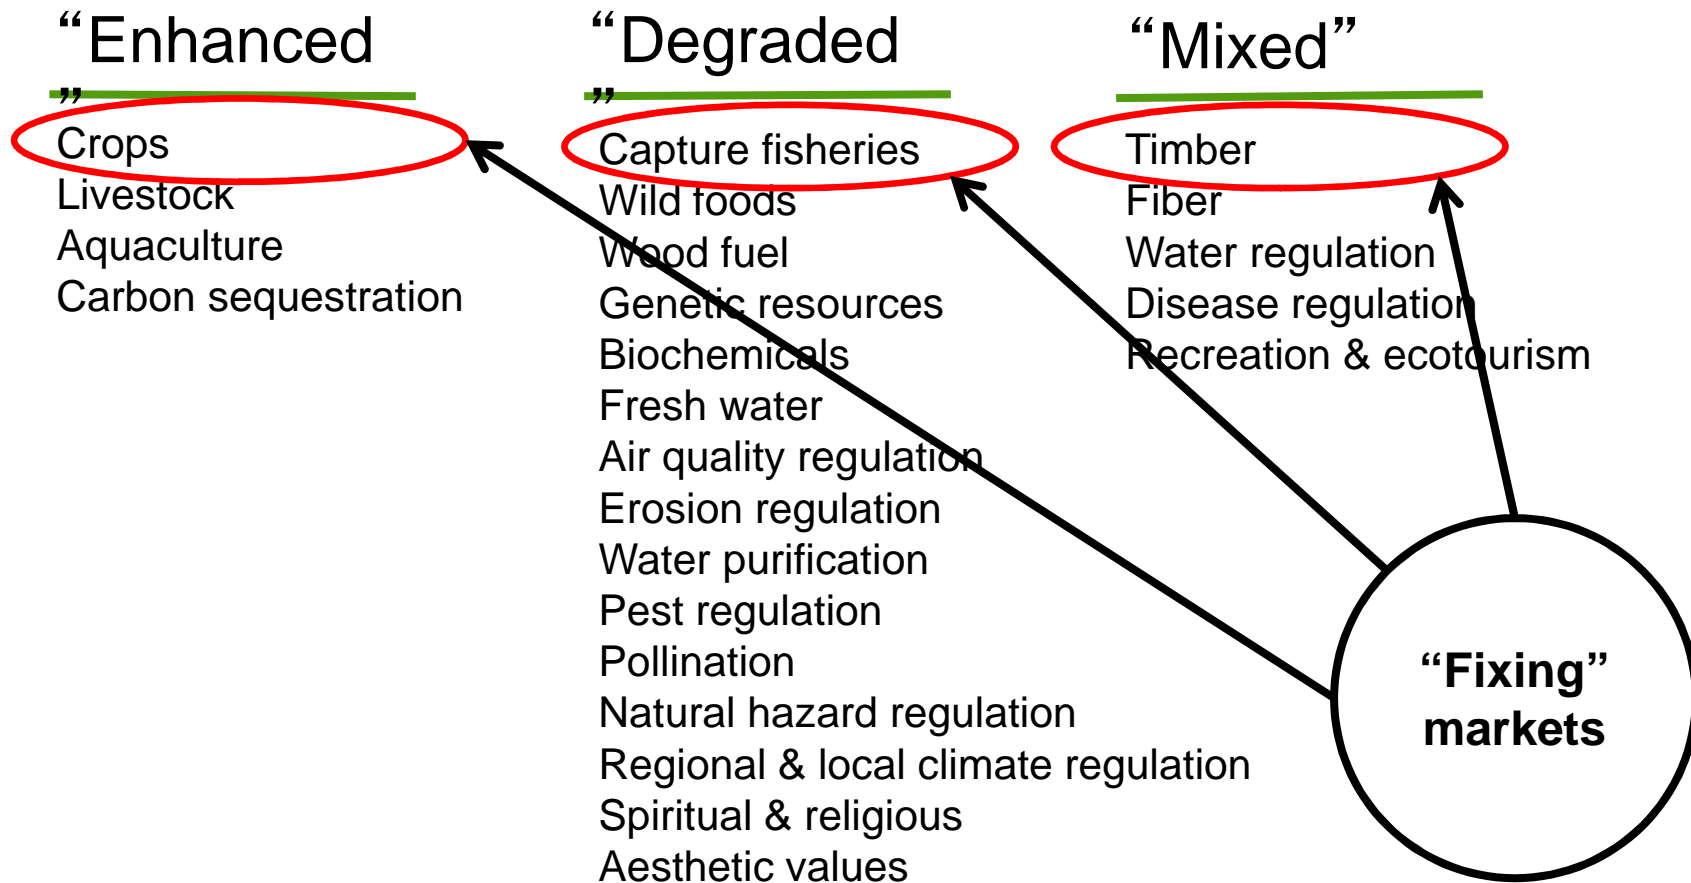 “Enhanced
”
Crops
Livestock
Aquaculture
Carbon sequestration
“Degraded
”
Capture fisheries
Wild foods
Wood fuel
Genetic resources
Biochemicals
Fresh water
Air quality regulation
Erosion regulation
Water purification
Pest regulation
Pollination
Natural hazard regulation
Regional & local climate regulation
Spiritual & religious
Aesthetic values
“Mixed”
Timber
Fiber
Water regulation
Disease regulation
Recreation & ecotourism
“Fixing”
markets